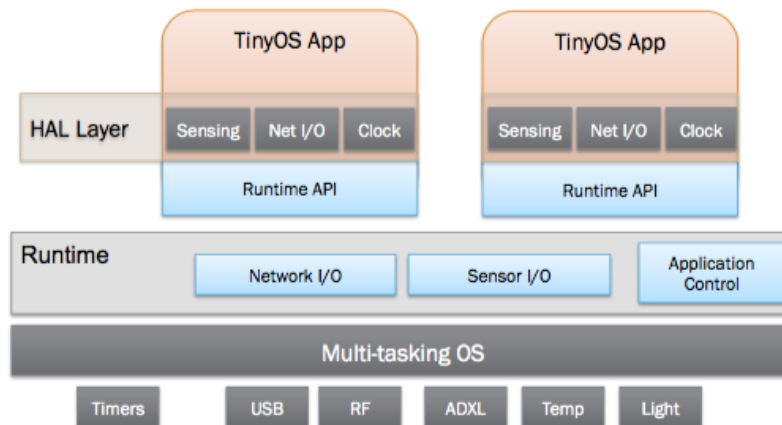 TinyOS App
TinyOS App
HAL Layer
Sensing
Net I/O
Clock
Sensing
Net I/O
Clock
Runtime API
Runtime API
Runtime
Network I/O
Sensor I/O
Application
Control
Multi-tasking OS
Timers
USB
RF
ADXL
Temp
Light